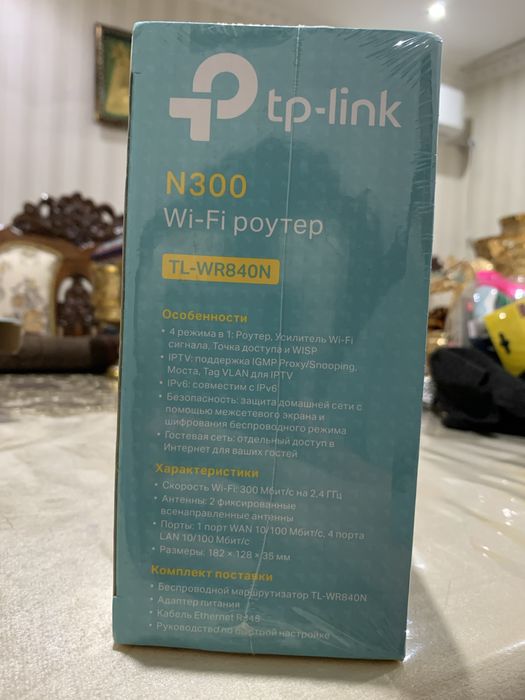 tp-link
N300
Wi-Fi роутер
TL-WR840N
Особенности
• 4 режима в 1: Роутер, Усилитель Wi-Fi
сигнала, Точка доступа и WISP
• IPTV: поддержка IGMP Proxy/Snooping,
Моста, Tag VLAN для IPTV
• IPv6: совместим с IPv6
• Безопасность: защита домашней сети с
помощью межсетевого экрана и
шифрования беспроводного режима
• Гостевая сеть: отдельный доступ в
Интернет для ваших гостей
Характеристики
• Скорость Wi-Fi: 300 Мбит/с на 2,4 ГГц
• Антенны: 2 фиксированные
всенаправленные антенны
• Порты: 1 порт WAN 10/100 Мбит/с, 4 порта
LAN 10/100 Мбит/с
• Размеры: 182 × 128 × 35 мм
Комплект поставки
• Беспроводной маршрутизатор TL-WR840N
• Адаптер питания
• Кабель Ethernet RJ45
• Руководство по быстрой настройке